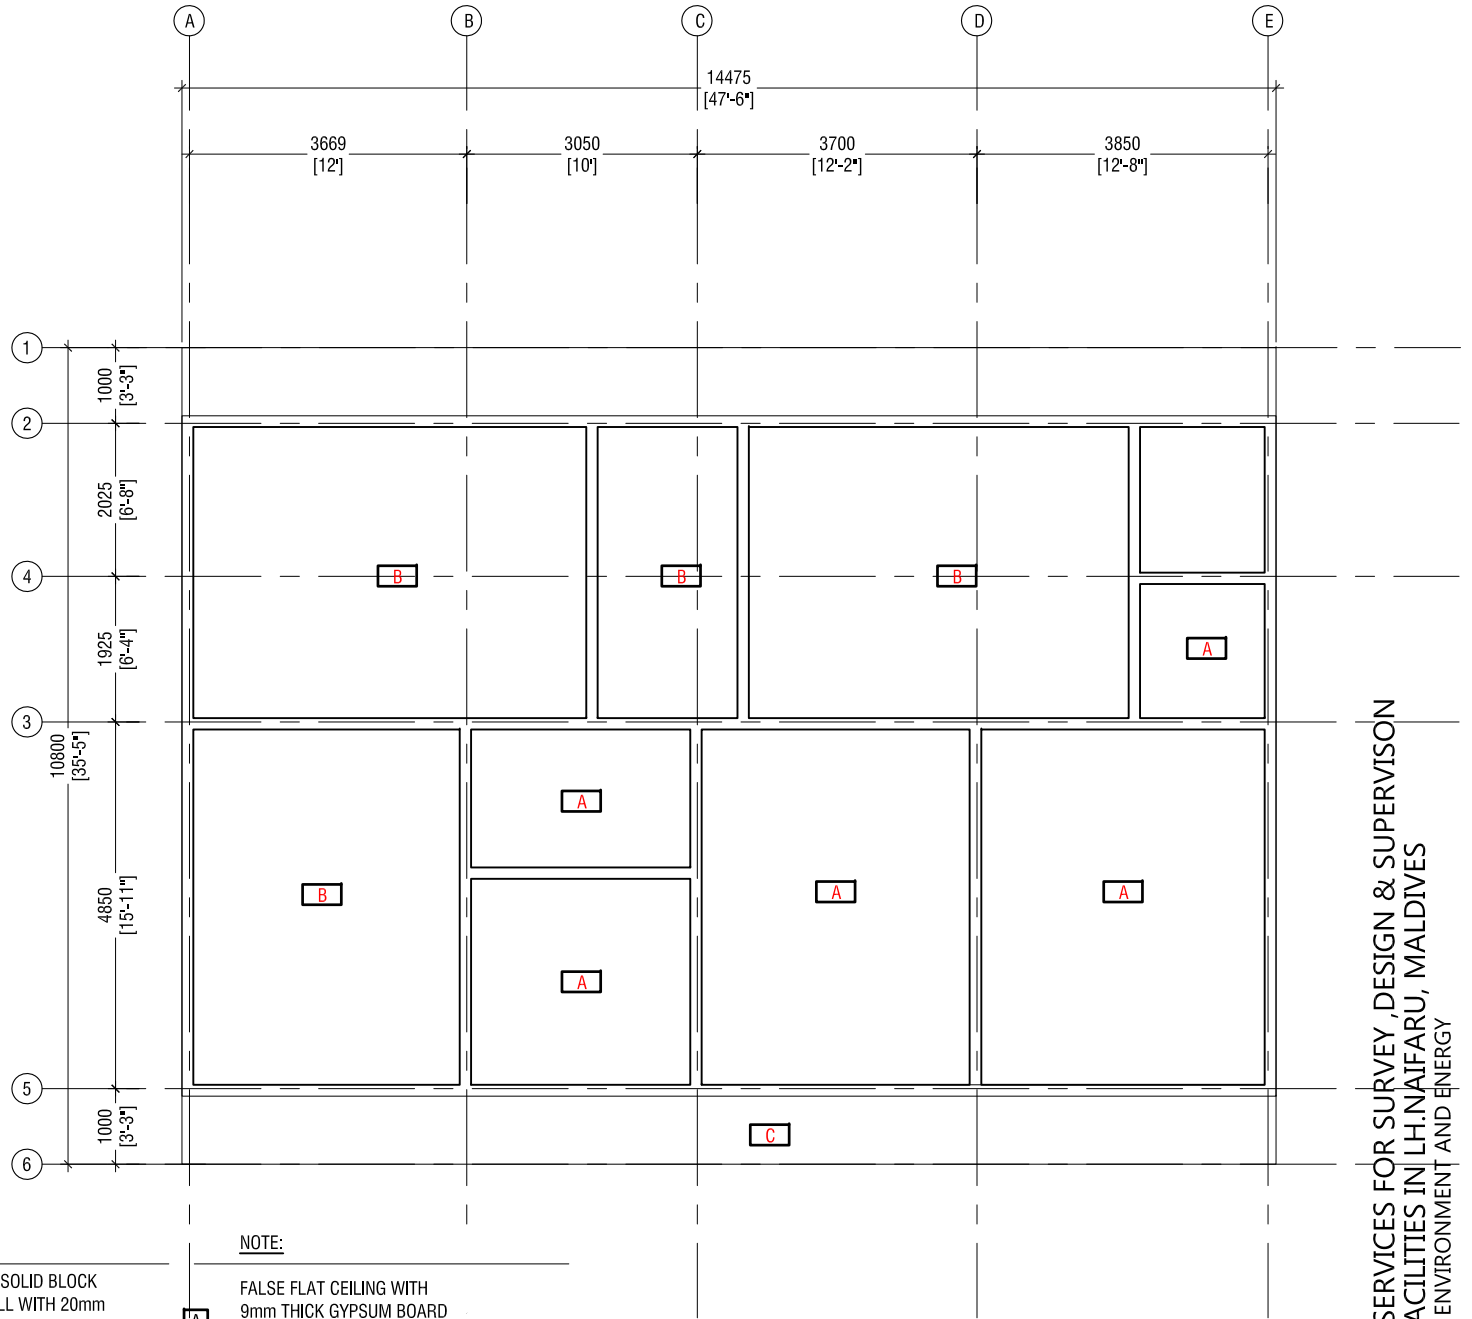 A B C D E
14475
[47'-6"]
3669 3050 3700 3850
[12'] [10'] [12'-2"] [12'-8"]
1
1000
[3'-3"]
2
2025
[6'-8"]
4
B B B
1925
[6'-4"]
A
3
10800
[35'-5"]
A
4850
[15'-11"]
B A A
A
5
1000
[3'-3"]
C
6
SERVICES FOR SURVEY ,DESIGN & SUPERVISON
ACILITIES IN LH.NAIFARU, MALDIVES
ENVIRONMENT AND ENERGY
NOTE:
SOLID BLOCK
LL WITH 20mm
FALSE FLAT CEILING WITH
A
9mm THICK GYPSUM BOARD